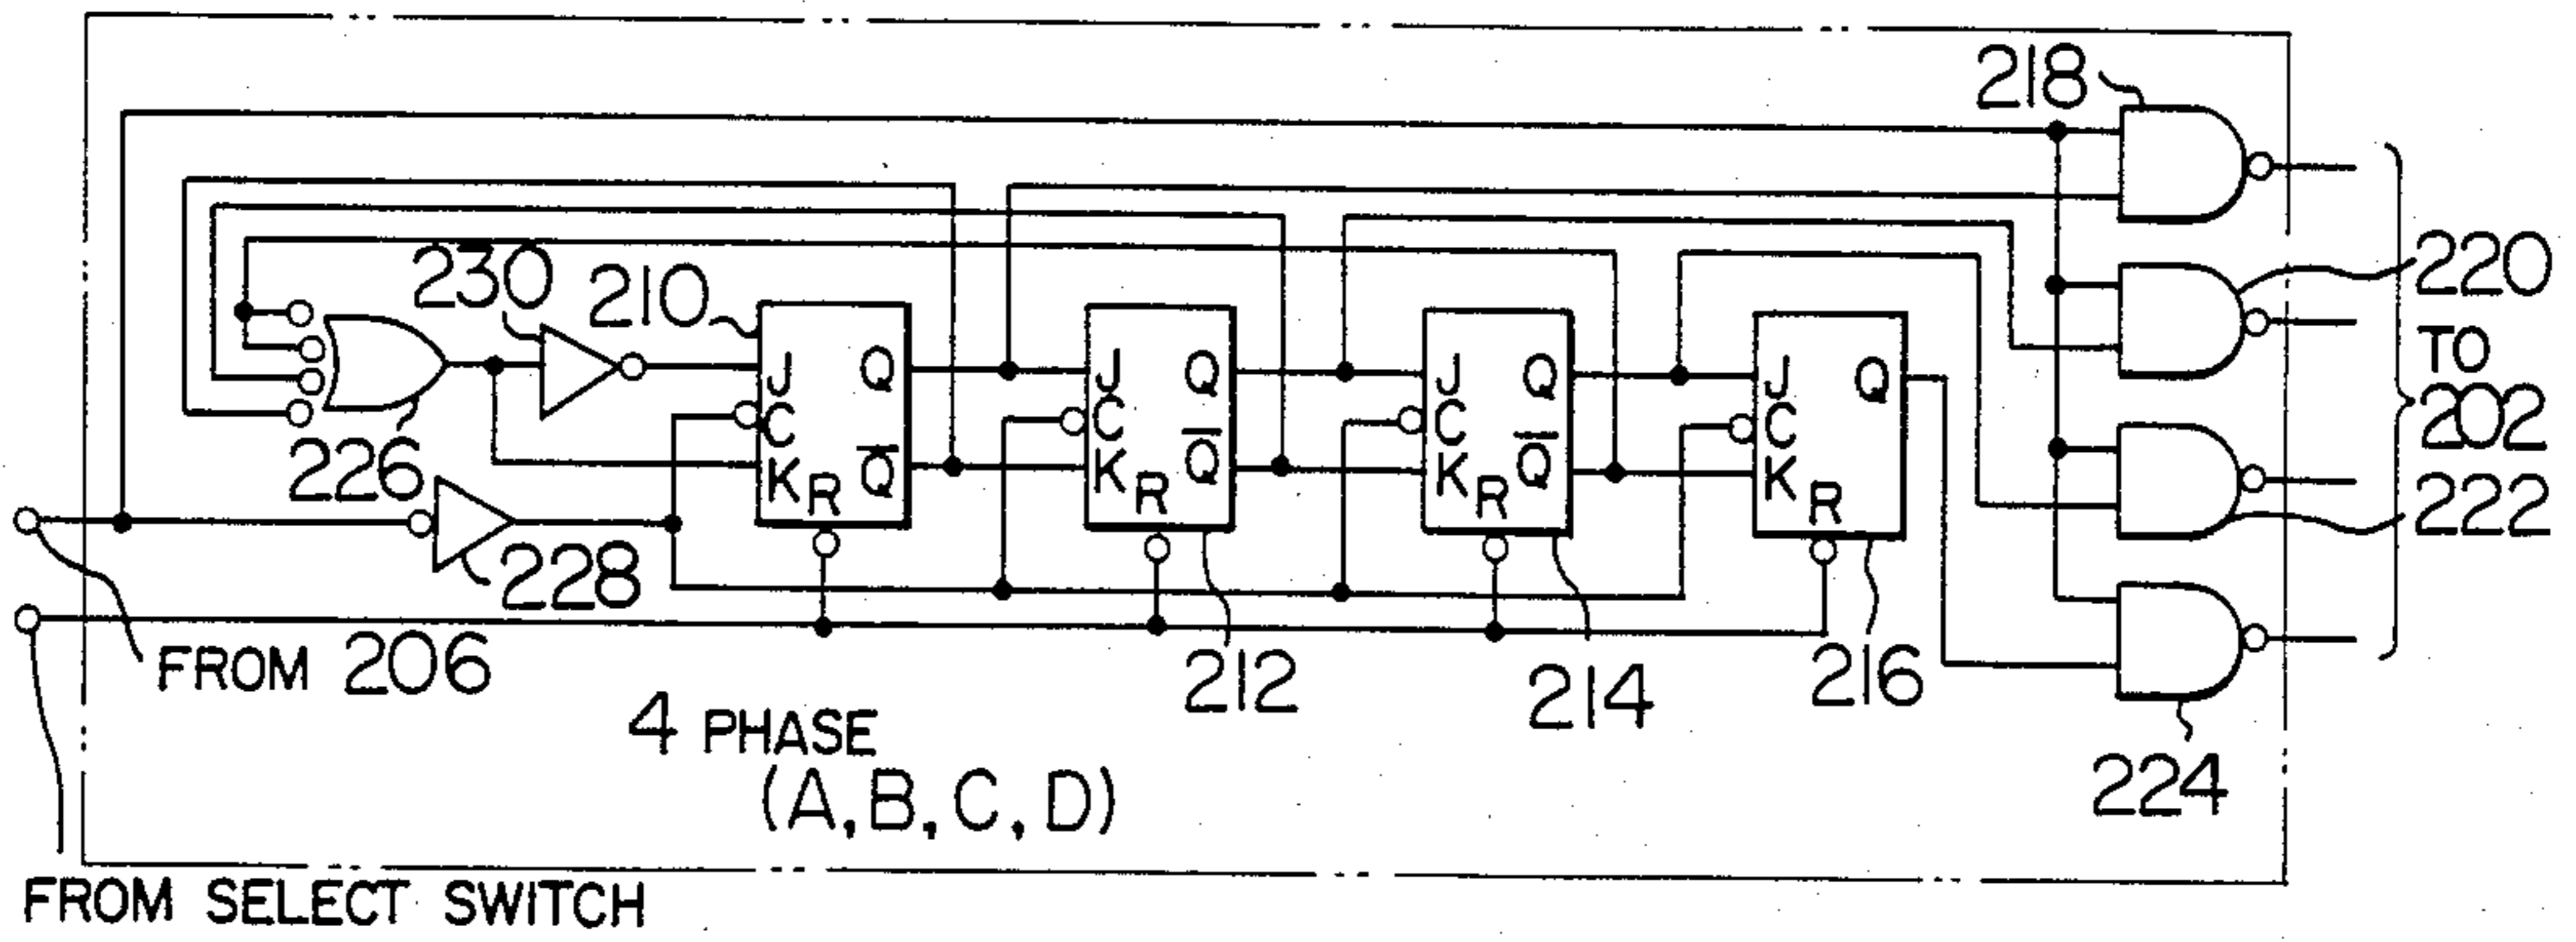 218
220
TO
202
222
224
230
210
J
Q
C
K
R
Q̅
J
Q
C
K
R
Q̅
J
Q
C
K
R
Q̅
J
Q
C
K
R
226
228
212
214
216
FROM 206
4 PHASE
(A, B, C, D)
FROM SELECT SWITCH